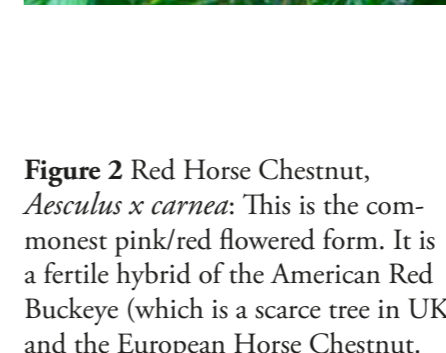 Figure 2 Red Horse Chestnut,
Aesculus x carnea: This is the com-
monest pink/red flowered form. It is
a fertile hybrid of the American Red
Buckeye (which is a scarce tree in UK
and the European Horse Chestnut.